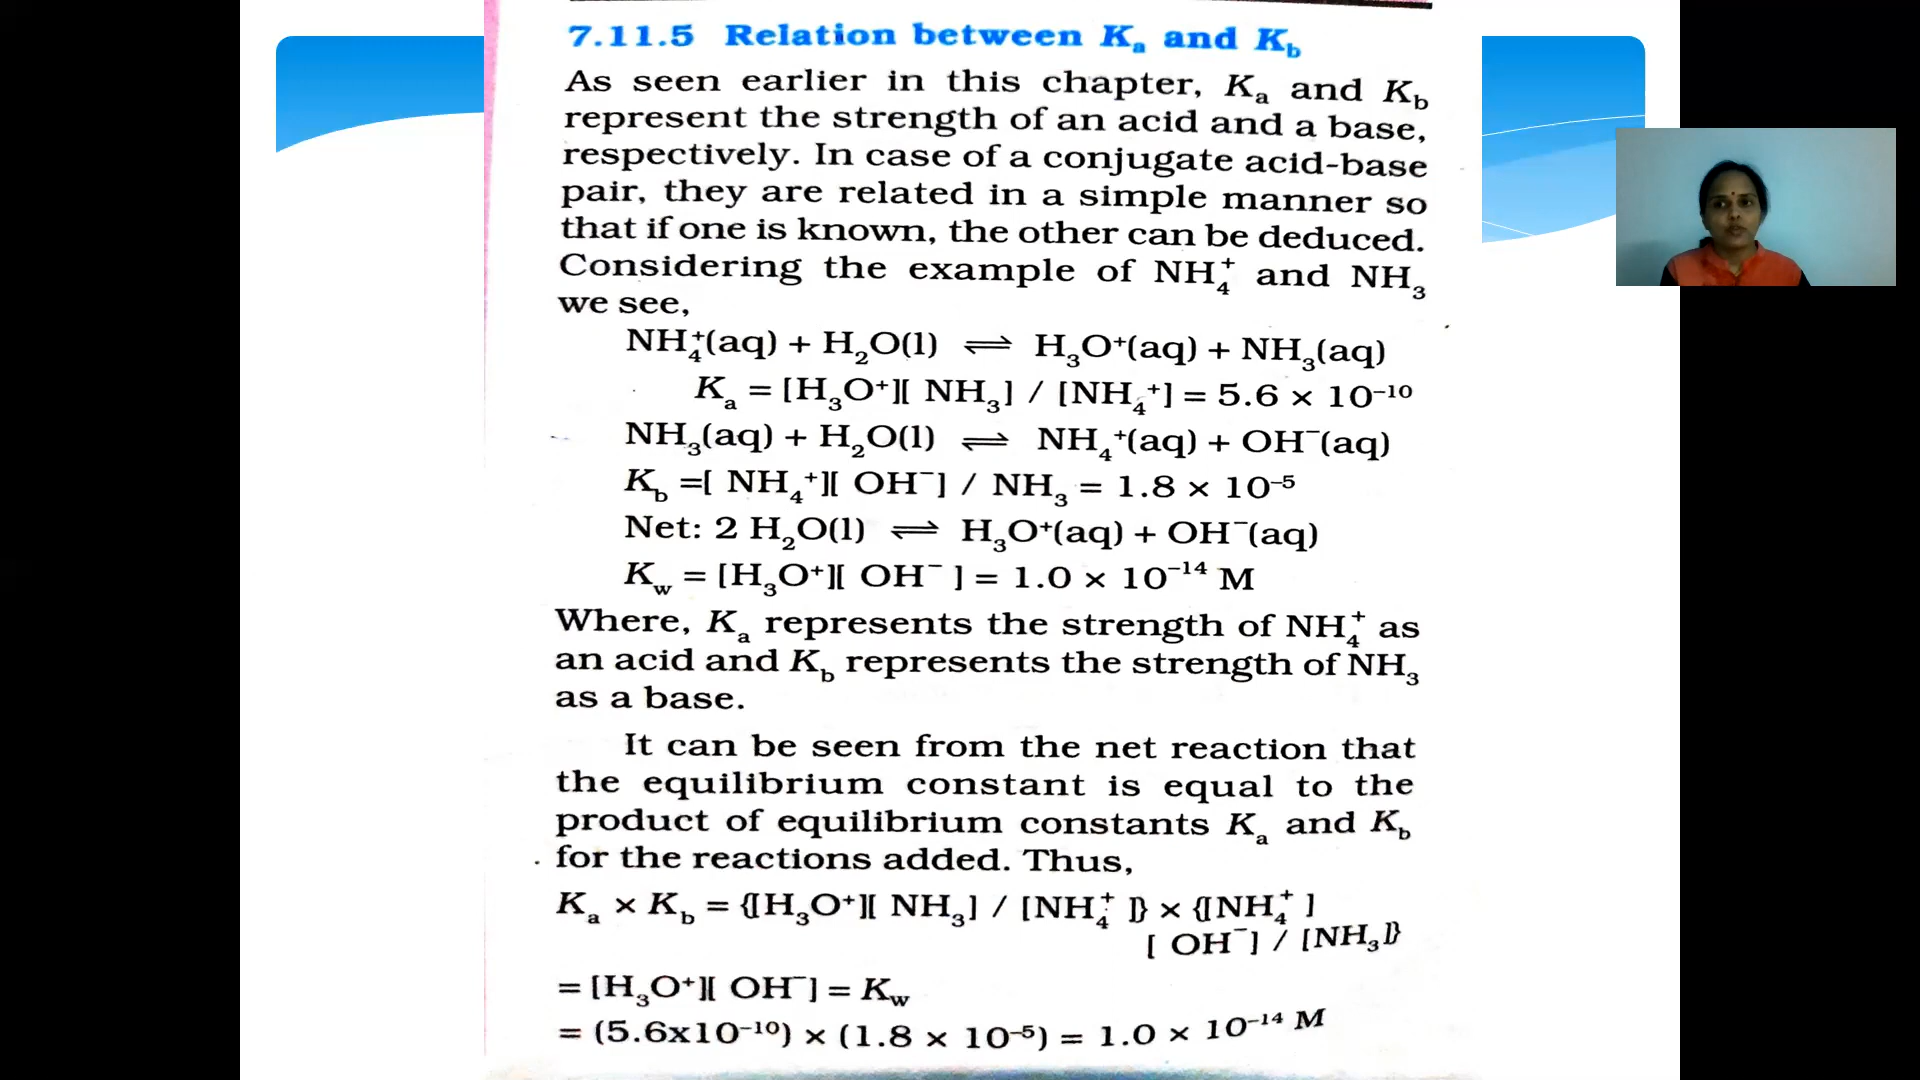 7.11.5 Relation between Kₐ and K_b
As seen earlier in this chapter, Kₐ and K_b
represent the strength of an acid and a base,
respectively. In case of a conjugate acid-base
pair, they are related in a simple manner so
that if one is known, the other can be deduced.
Considering the example of NH₄⁺ and NH₃
we see,
NH₄⁺(aq) + H₂O(l) ⇌ H₃O⁺(aq) + NH₃(aq)
Kₐ = [H₃O⁺][ NH₃] / [NH₄⁺] = 5.6 × 10⁻¹⁰
NH₃(aq) + H₂O(l) ⇌ NH₄⁺(aq) + OH⁻(aq)
K_b =[ NH₄⁺][ OH⁻] / NH₃ = 1.8 × 10⁻⁵
Net: 2 H₂O(l) ⇌ H₃O⁺(aq) + OH⁻(aq)
K_w = [H₃O⁺][ OH⁻ ] = 1.0 × 10⁻¹⁴ M
Where, Kₐ represents the strength of NH₄⁺ as
an acid and K_b represents the strength of NH₃
as a base.
It can be seen from the net reaction that
the equilibrium constant is equal to the
product of equilibrium constants Kₐ and K_b
for the reactions added. Thus,
Kₐ × K_b = {[H₃O⁺][ NH₃] / [NH₄⁺ ]} × {[NH₄⁺ ]
[ OH⁻] / [NH₃]}
= [H₃O⁺][ OH⁻] = K_w
= (5.6x10⁻¹⁰) × (1.8 × 10⁻⁵) = 1.0 × 10⁻¹⁴ M